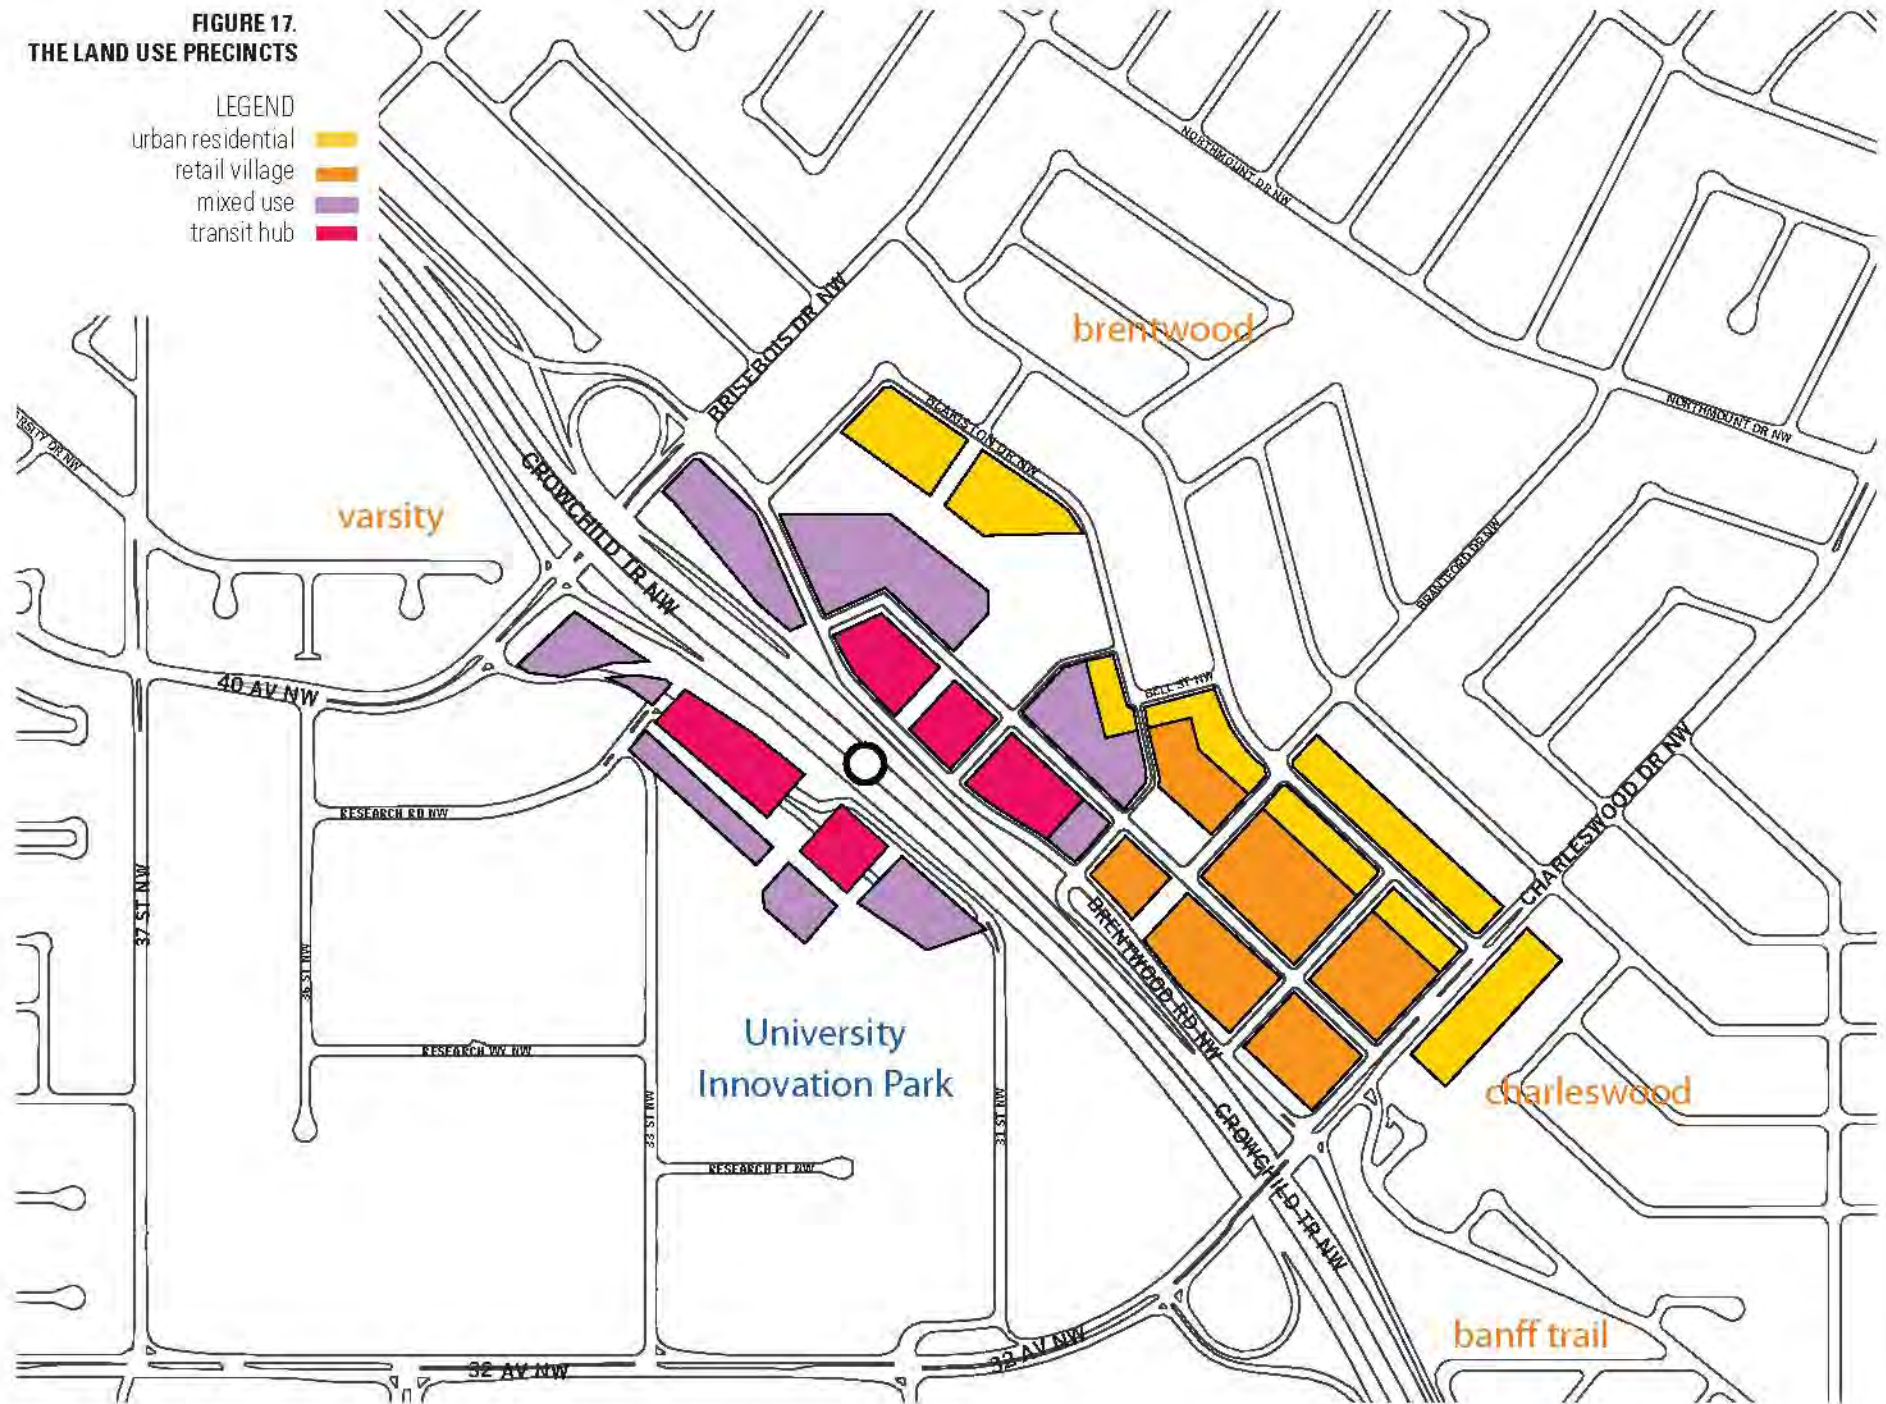 FIGURE 17.
THE LAND USE PRECINCTS
LEGEND
urban residential
retail village
mixed use
transit hub
NORTHMOUNT DR NW
BRISEBOIS DR NW
brentwood
BLAKISTON DR NW
NORTHMOUNT DR NW
RSITY DR NW
CROWCHILD TR NW
varsity
BRANTFORD DR NW
40 AV NW
BELL ST NW
RESEARCH RD NW
CHARLESWOOD DR NW
37 ST NW
36 ST NW
BRENTWOOD RD NW
University
Innovation Park
RESEARCH WY NW
charleswood
33 ST NW
31 ST NW
CROWCHILD TR NW
RESEARCH PT NW
banff trail
32 AV NW
32 AV NW